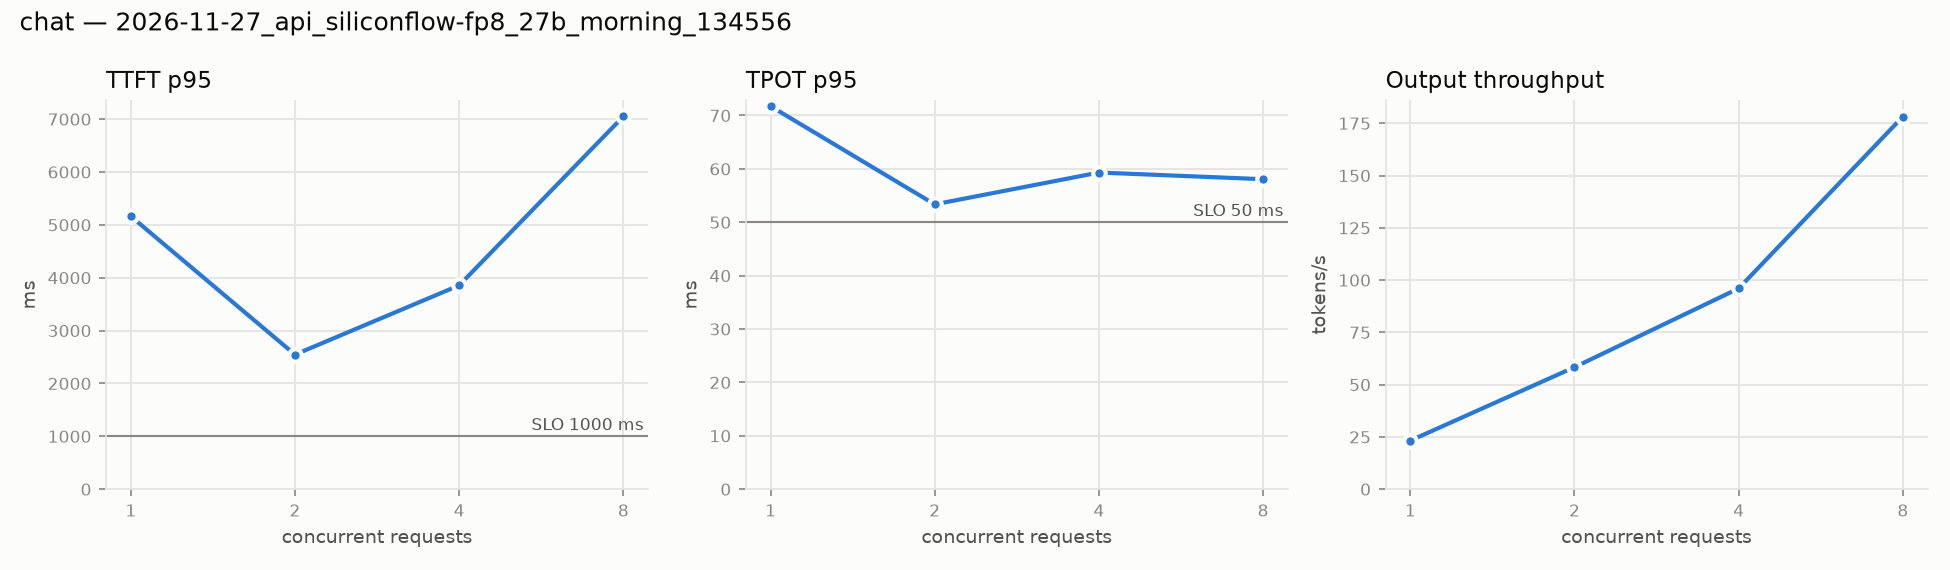 chat — 2026-11-27_api_siliconflow-fp8_27b_morning_134556
TTFT p95
7000
6000
5000
4000
3000
2000
1000
0
ms
SLO 1000 ms
1 2 4 8
concurrent requests
TPOT p95
70
60
50
40
30
20
10
0
ms
SLO 50 ms
1 2 4 8
concurrent requests
Output throughput
175
150
125
100
75
50
25
0
tokens/s
1 2 4 8
concurrent requests